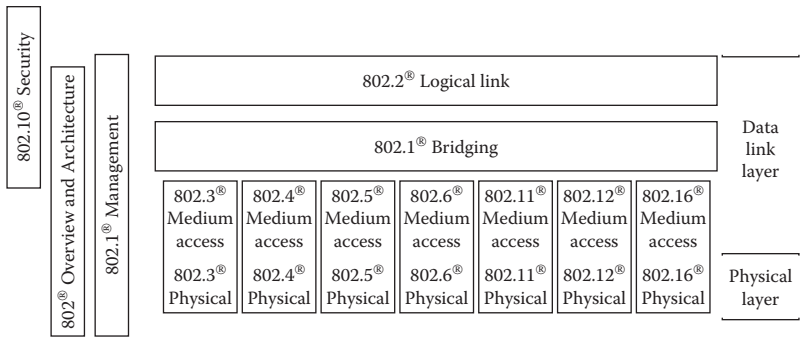 802.10® Security
802® Overview and Architecture
802.1® Management
802.2® Logical link
802.1® Bridging
802.3®
Medium
access
802.3®
Physical
802.4®
Medium
access
802.4®
Physical
802.5®
Medium
access
802.5®
Physical
802.6®
Medium
access
802.6®
Physical
802.11®
Medium
access
802.11®
Physical
802.12®
Medium
access
802.12®
Physical
802.16®
Medium
access
802.16®
Physical
Data
link
layer
Physical
layer